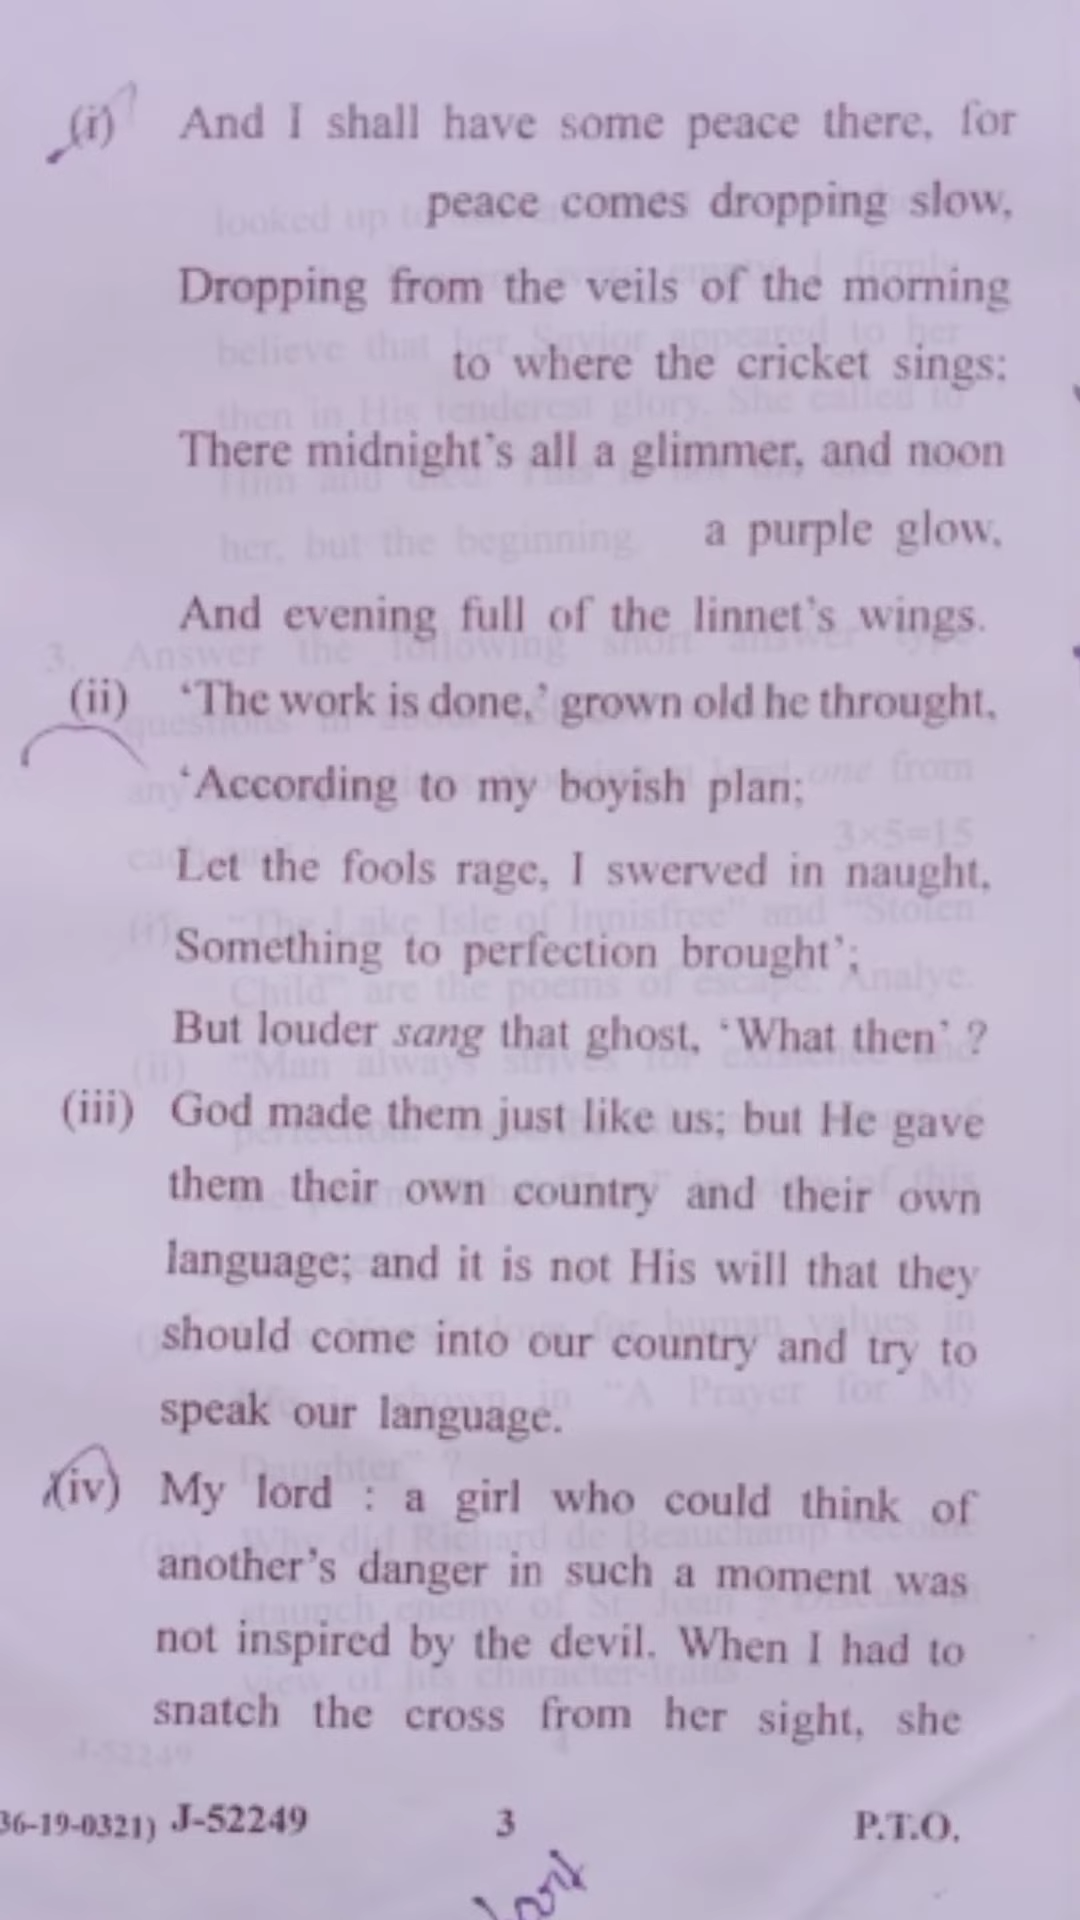 (i) And I shall have some peace there, for
peace comes dropping slow,
Dropping from the veils of the morning
to where the cricket sings;
There midnight's all a glimmer, and noon
a purple glow,
And evening full of the linnet's wings.
(ii) ‘The work is done,’ grown old he throught,
‘According to my boyish plan;
Let the fools rage, I swerved in naught,
Something to perfection brought’;
But louder sang that ghost, ‘What then’ ?
(iii) God made them just like us; but He gave
them their own country and their own
language; and it is not His will that they
should come into our country and try to
speak our language.
(iv) My lord : a girl who could think of
another's danger in such a moment was
not inspired by the devil. When I had to
snatch the cross from her sight, she
36-19-0321) J-52249 3 P.T.O.